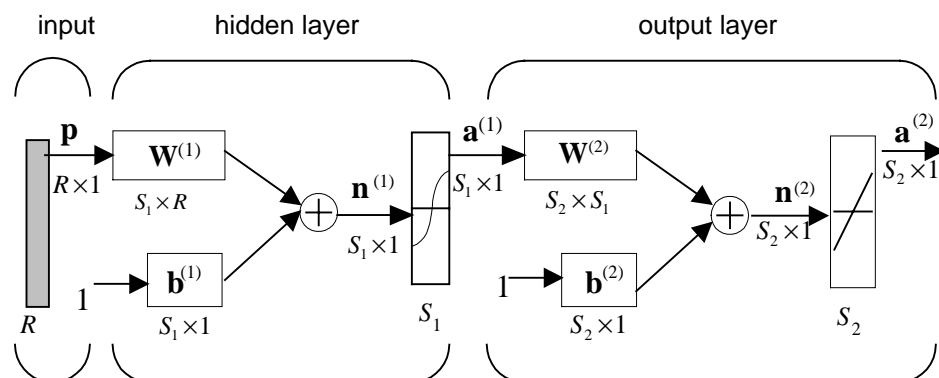 input hidden layer output layer
p W⁽¹⁾ a⁽¹⁾ W⁽²⁾ a⁽²⁾
R×1 S₁×R n⁽¹⁾ S₁×1 S₂×S₁ n⁽²⁾ S₂×1
S₁×1 S₂×1
1 b⁽¹⁾ 1 b⁽²⁾
R S₁×1 S₁ S₂×1 S₂